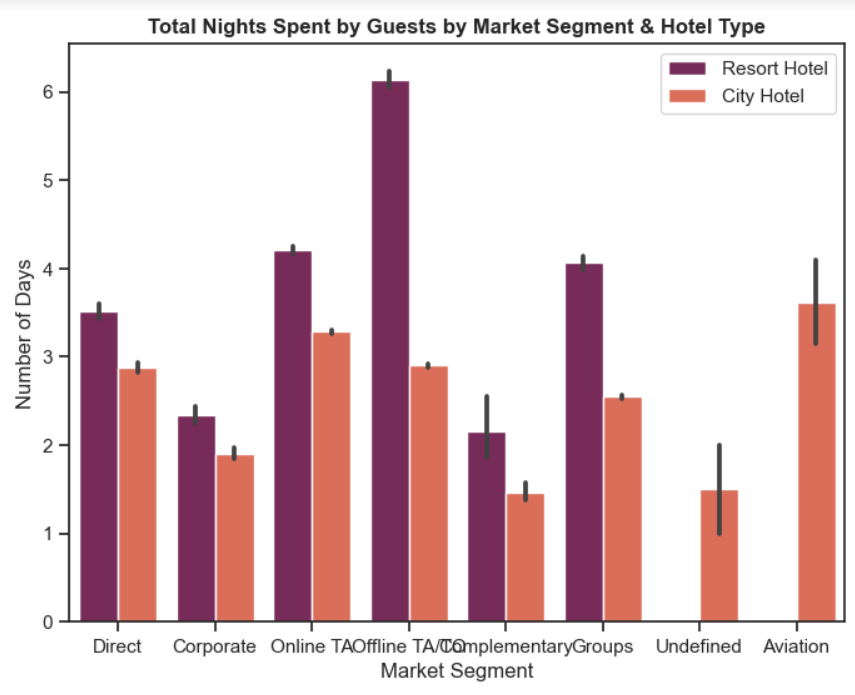 Total Nights Spent by Guests by Market Segment & Hotel Type
Resort Hotel
City Hotel
Number of Days
6
5
4
3
2
1
0
Direct Corporate Online TA Offline TA/TO Complementary Groups Undefined Aviation
Market Segment